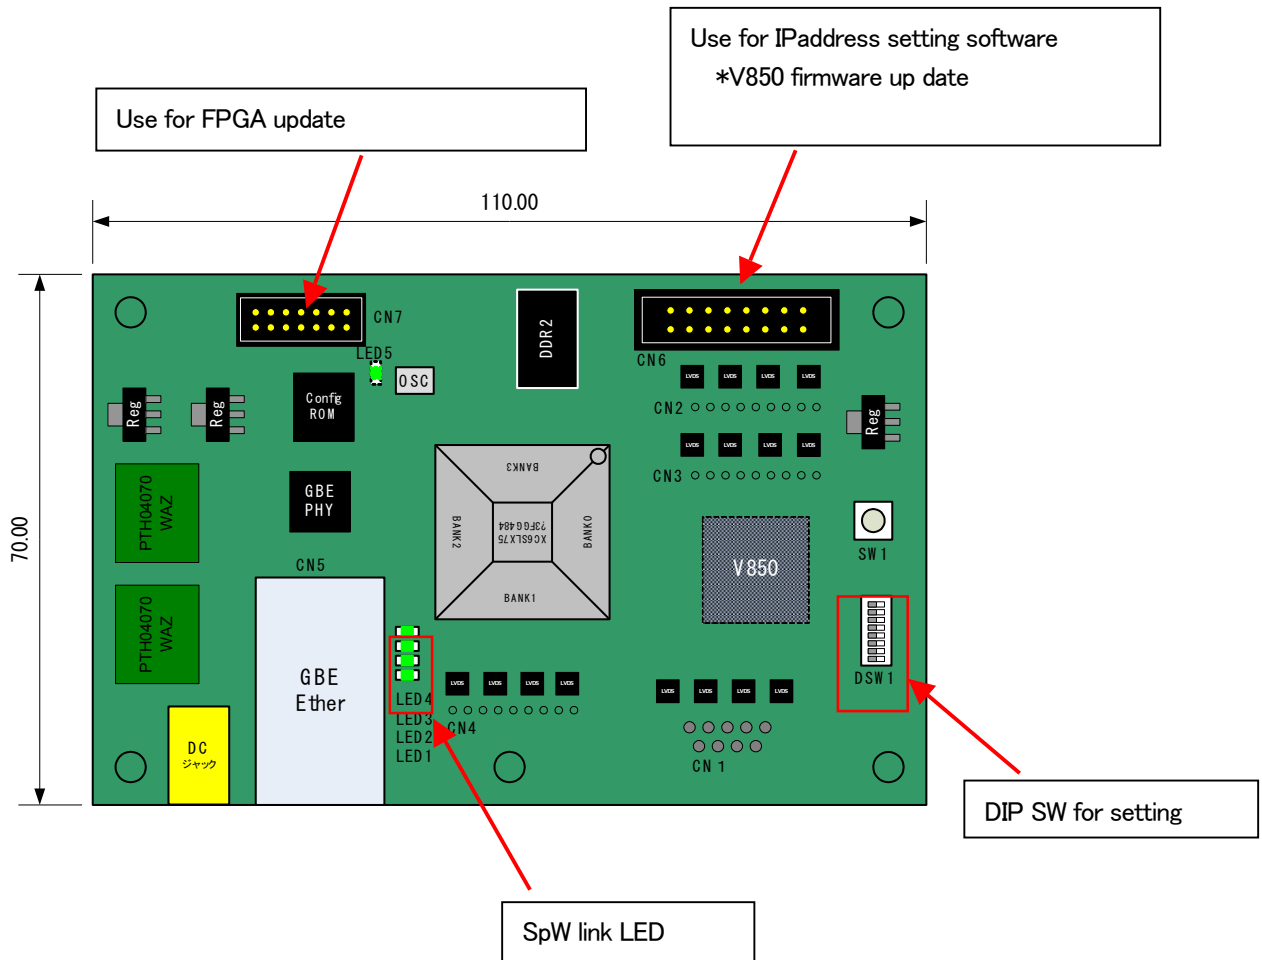 Use for IPaddress setting software
*V850 firmware up date
Use for FPGA update
110.00
70.00
CN7
LED5
OSC
DDR2
CN6
LVDS LVDS LVDS LVDS
CN2
LVDS LVDS LVDS LVDS
CN3
Reg
Reg
Reg
Config
ROM
GBE
PHY
PTH04070
WAZ
PTH04070
WAZ
BANK3
BANK2
XC6SLX75
?3FGG484
BANK0
BANK1
V850
SW1
DSW1
CN5
GBE
Ether
LED4
LED3
LED2
LED1
LVDS LVDS LVDS LVDS
CN4
LVDS LVDS LVDS LVDS
CN1
DC
ジャック
DIP SW for setting
SpW link LED